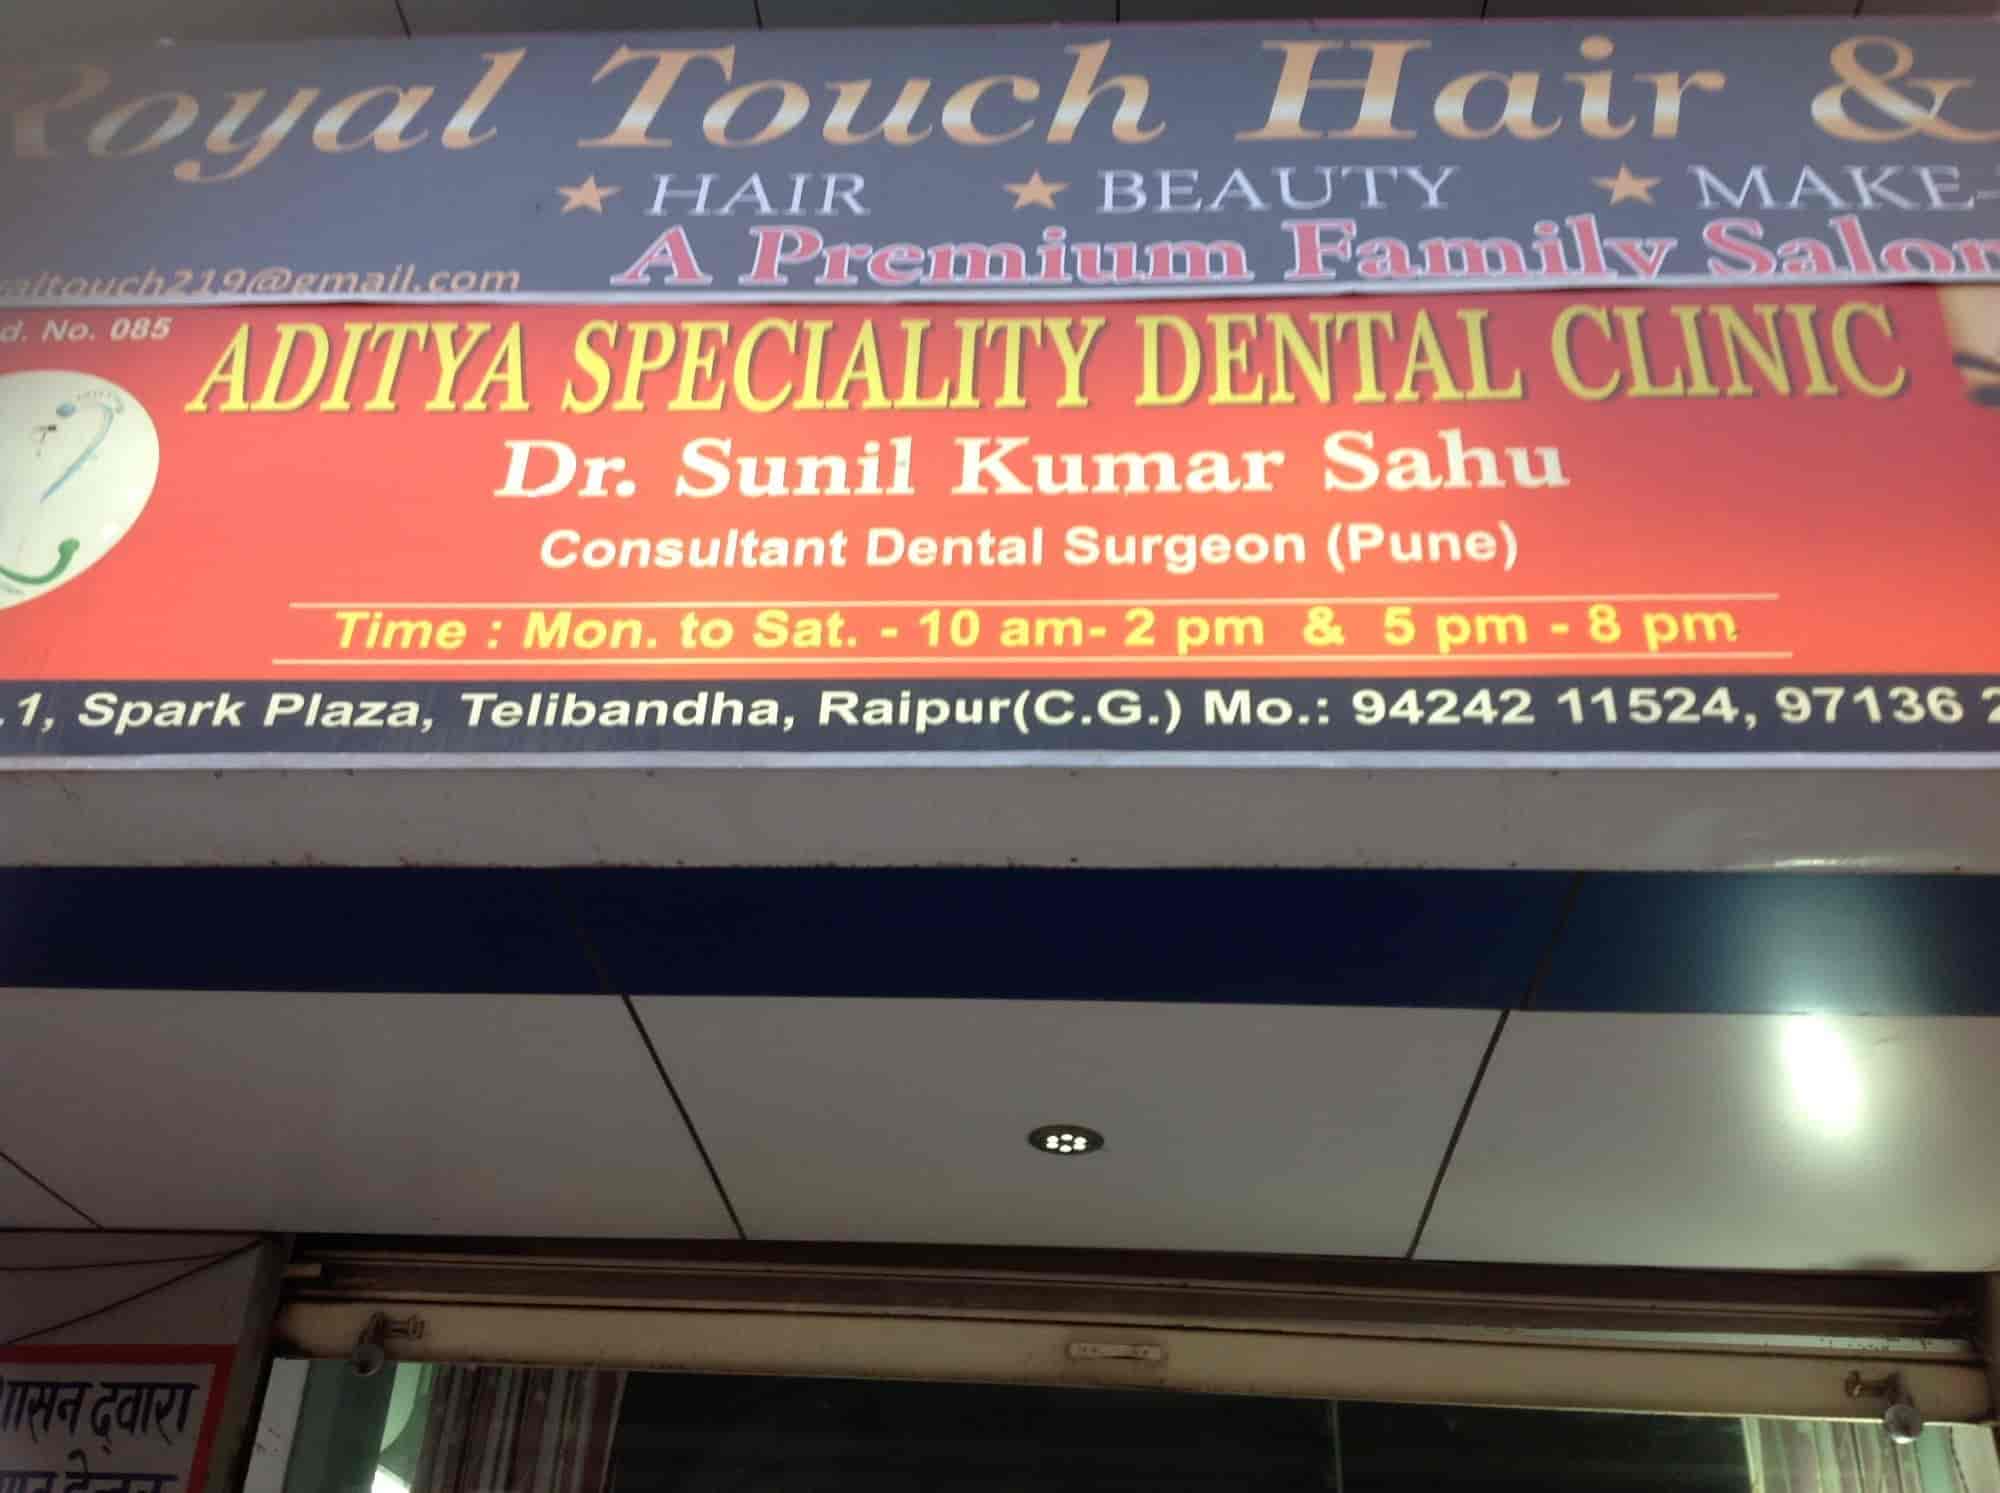 Royal Touch Hair &
★ HAIR ★ BEAUTY ★ MAKE-
A Premium Family Salon
altouch219@gmail.com
d. No. 085
ADITYA SPECIALITY DENTAL CLINIC
Dr. Sunil Kumar Sahu
Consultant Dental Surgeon (Pune)
Time : Mon. to Sat. - 10 am- 2 pm & 5 pm - 8 pm
.1, Spark Plaza, Telibandha, Raipur(C.G.) Mo.: 94242 11524, 97136 2
शासन द्वारा